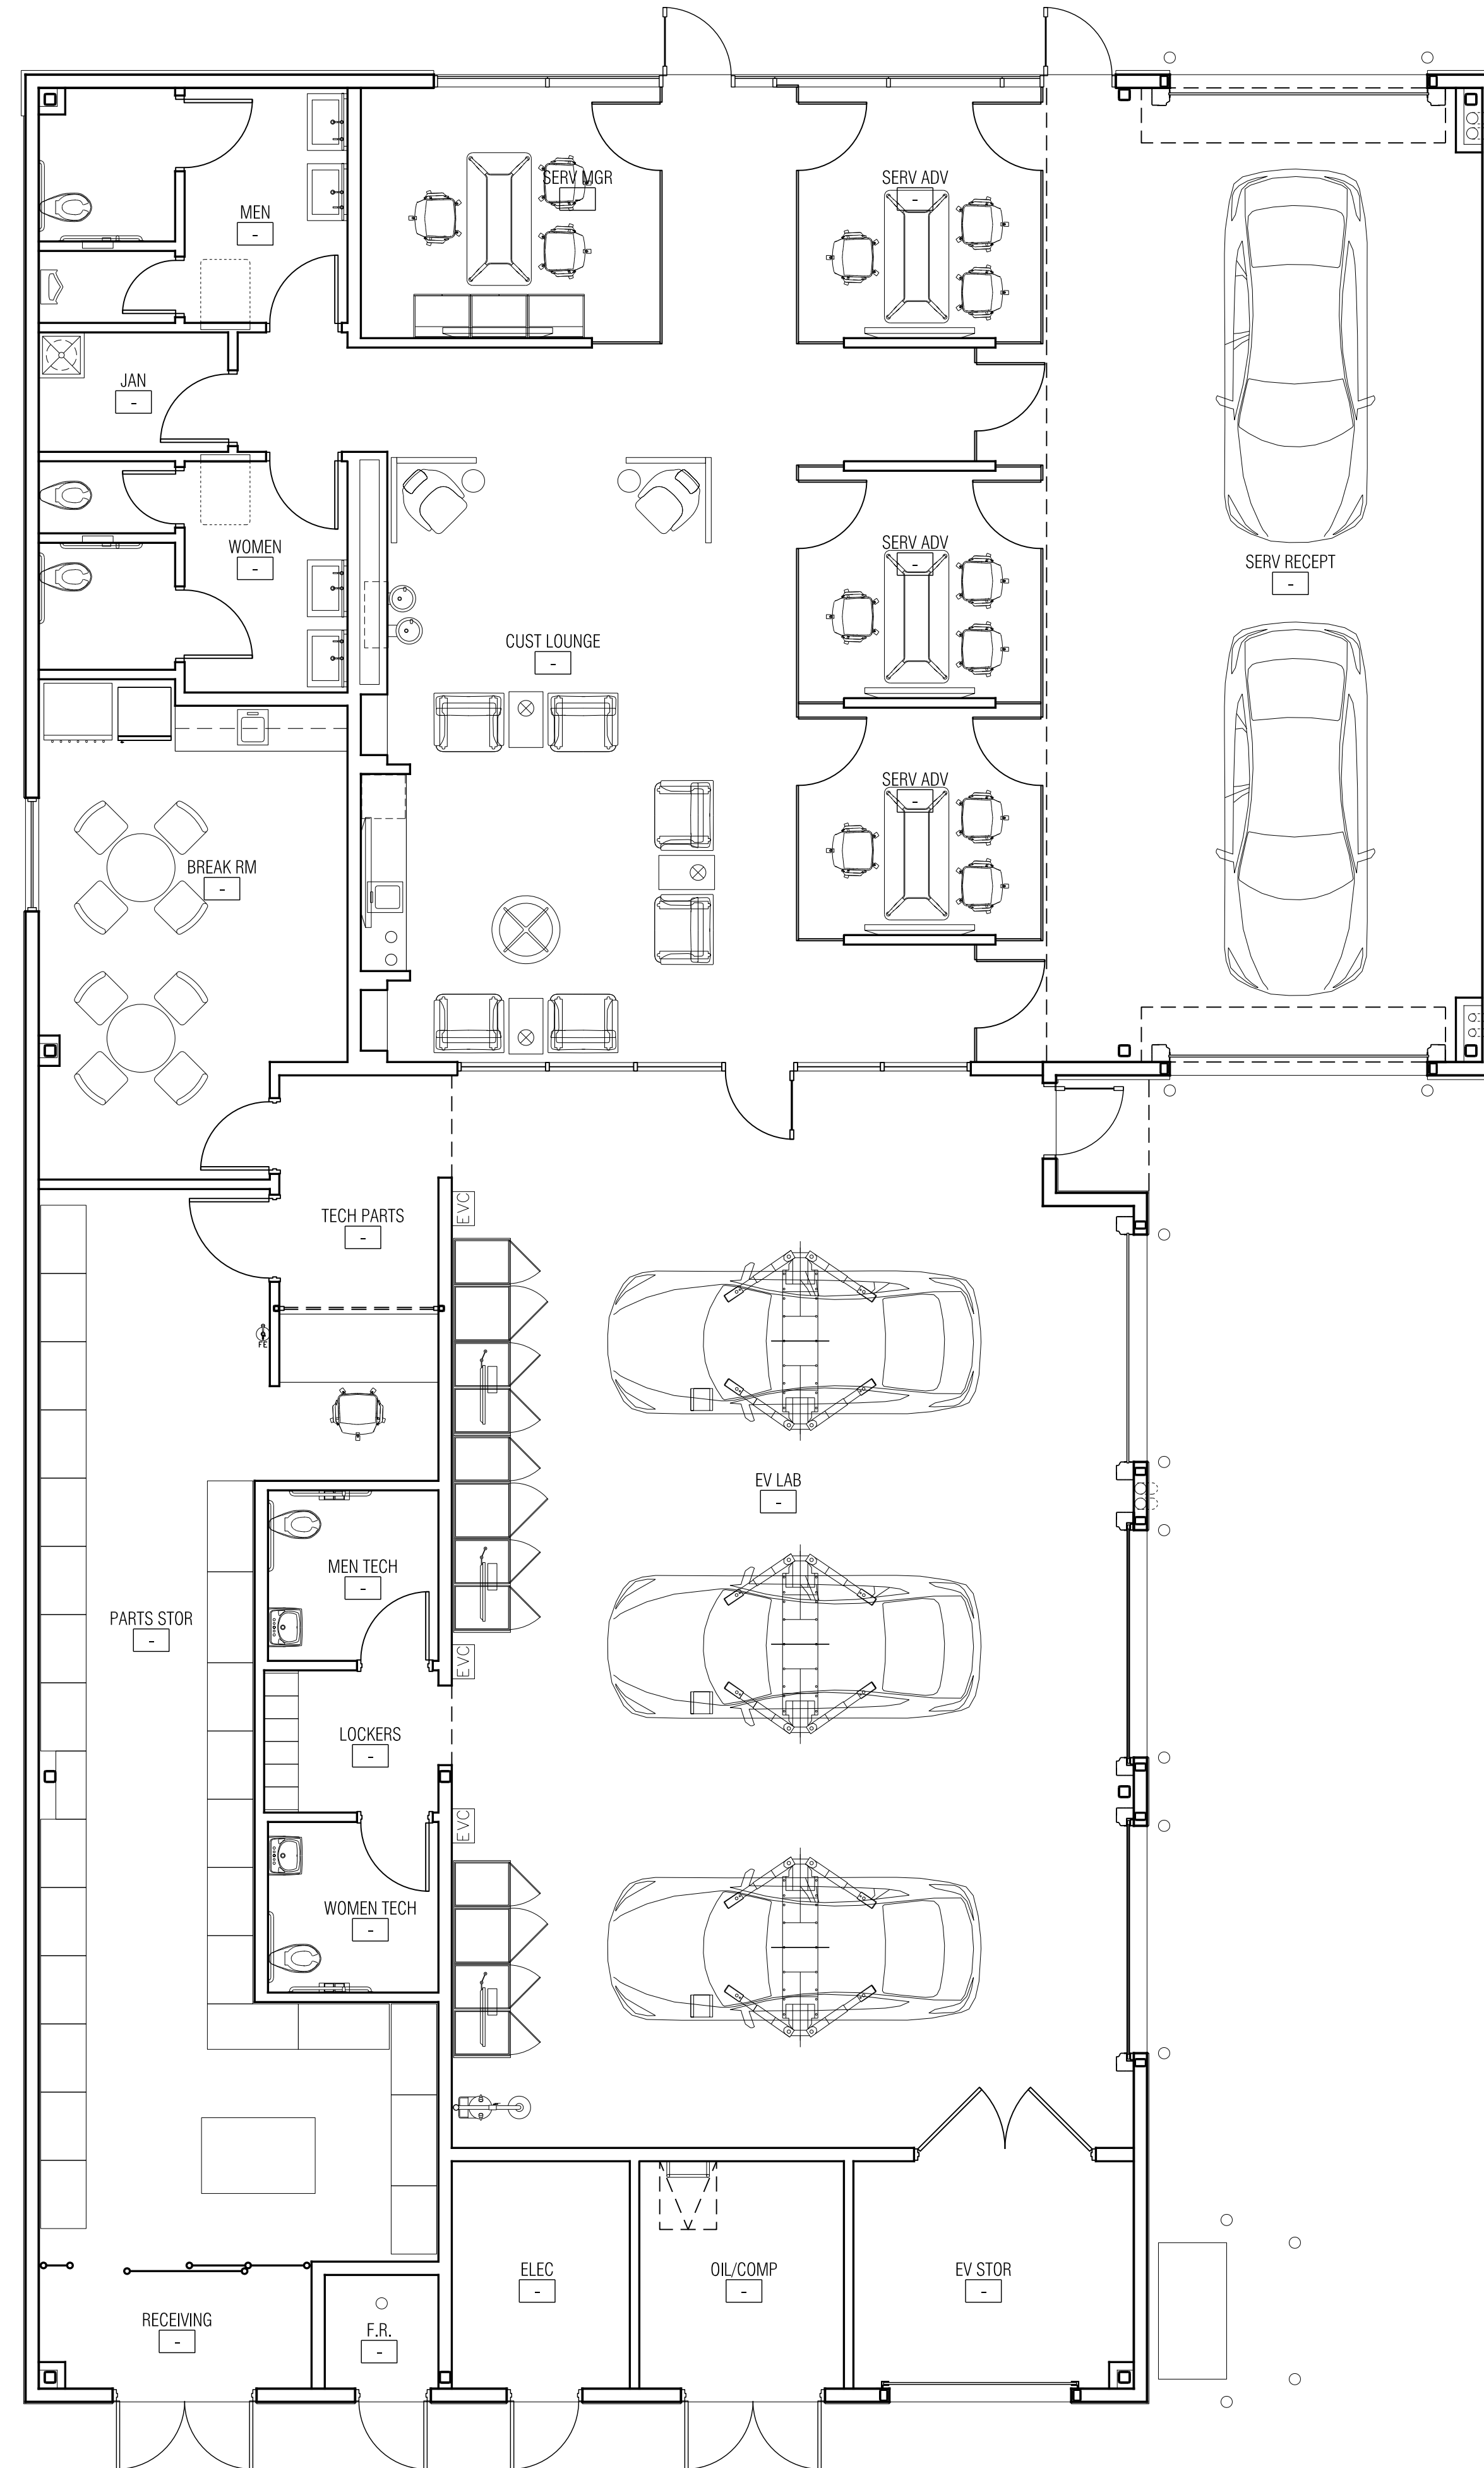 SERV MGR
-
SERV ADV
-
MEN
-
JAN
-
WOMEN
-
SERV ADV
-
SERV RECEPT
-
CUST LOUNGE
-
SERV ADV
-
BREAK RM
-
TECH PARTS
-
EVC
FE
EV LAB
-
MEN TECH
-
PARTS STOR
-
EVC
LOCKERS
-
EVC
WOMEN TECH
-
ELEC
-
OIL/COMP
-
EV STOR
-
RECEIVING
-
F.R.
-